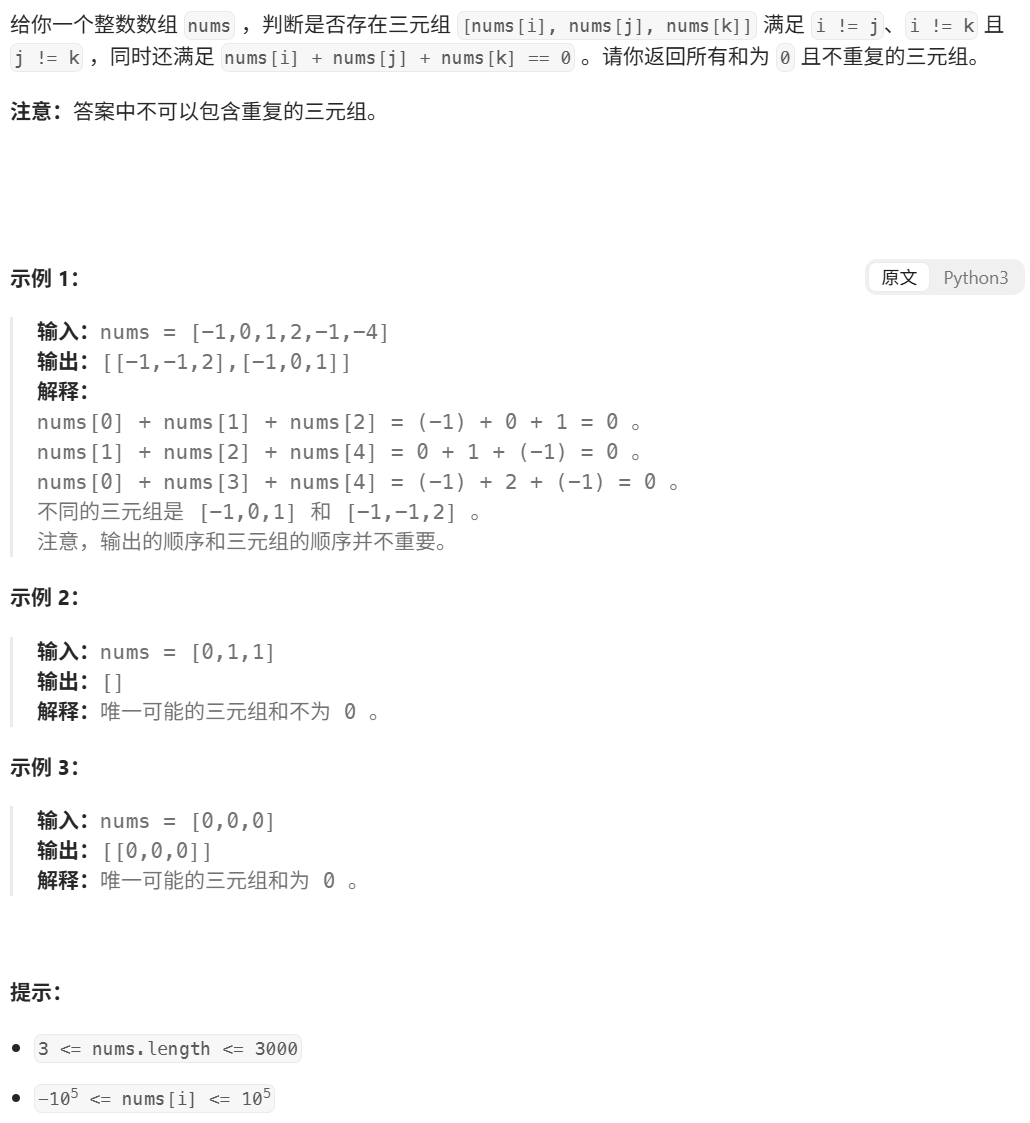 给你一个整数数组 nums ，判断是否存在三元组 [nums[i], nums[j], nums[k]] 满足 i != j、i != k 且
j != k ，同时还满足 nums[i] + nums[j] + nums[k] == 0 。请你返回所有和为 0 且不重复的三元组。
注意：答案中不可以包含重复的三元组。
示例 1：
原文 Python3
输入：nums = [-1,0,1,2,-1,-4]
输出：[[-1,-1,2],[-1,0,1]]
解释：
nums[0] + nums[1] + nums[2] = (-1) + 0 + 1 = 0 。
nums[1] + nums[2] + nums[4] = 0 + 1 + (-1) = 0 。
nums[0] + nums[3] + nums[4] = (-1) + 2 + (-1) = 0 。
不同的三元组是 [-1,0,1] 和 [-1,-1,2] 。
注意，输出的顺序和三元组的顺序并不重要。
示例 2：
输入：nums = [0,1,1]
输出：[]
解释：唯一可能的三元组和不为 0 。
示例 3：
输入：nums = [0,0,0]
输出：[[0,0,0]]
解释：唯一可能的三元组和为 0 。
提示：
• 3 <= nums.length <= 3000
• -10⁵ <= nums[i] <= 10⁵